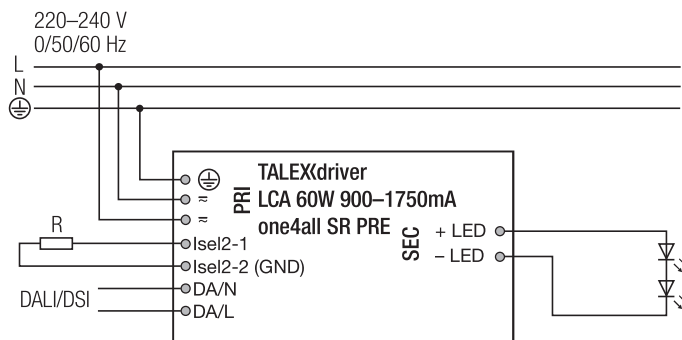 220–240 V
0/50/60 Hz
L
N
TALEXXdriver
LCA 60W 900–1750mA
one4all SR PRE
PRI
SEC
≂
≂
R
Isel2-1
Isel2-2 (GND)
DALI/DSI
DA/N
DA/L
+ LED
– LED